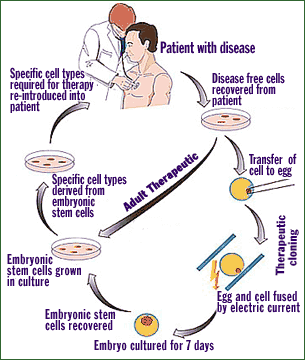 Patient with disease
Disease free cells
recovered from
patient
Transfer of
cell to egg
Therapeutic
cloning
Egg and cell fused
by electric current
Embryo cultured for 7 days
Embryonic stem
cells recovered
Embryonic
stem cells grown
in culture
Adult Therapeutic
Specific cell types
derived from
embryonic
stem cells
Specific cell types
required for therapy
re-introduced into
patient